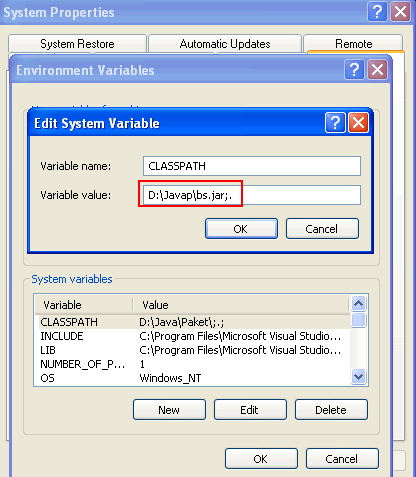 System Properties
System Restore
Automatic Updates
Remote
Environment Variables
Edit System Variable
Variable name:
CLASSPATH
Variable value:
D:\Javap\bs.jar;.
OK
Cancel
System variables
Variable
Value
CLASSPATH
D:\Java\Paket\;.;
INCLUDE
C:\Program Files\Microsoft Visual Studio...
LIB
C:\Program Files\Microsoft Visual Studio...
NUMBER_OF_P...
1
OS
Windows_NT
New
Edit
Delete
OK
Cancel